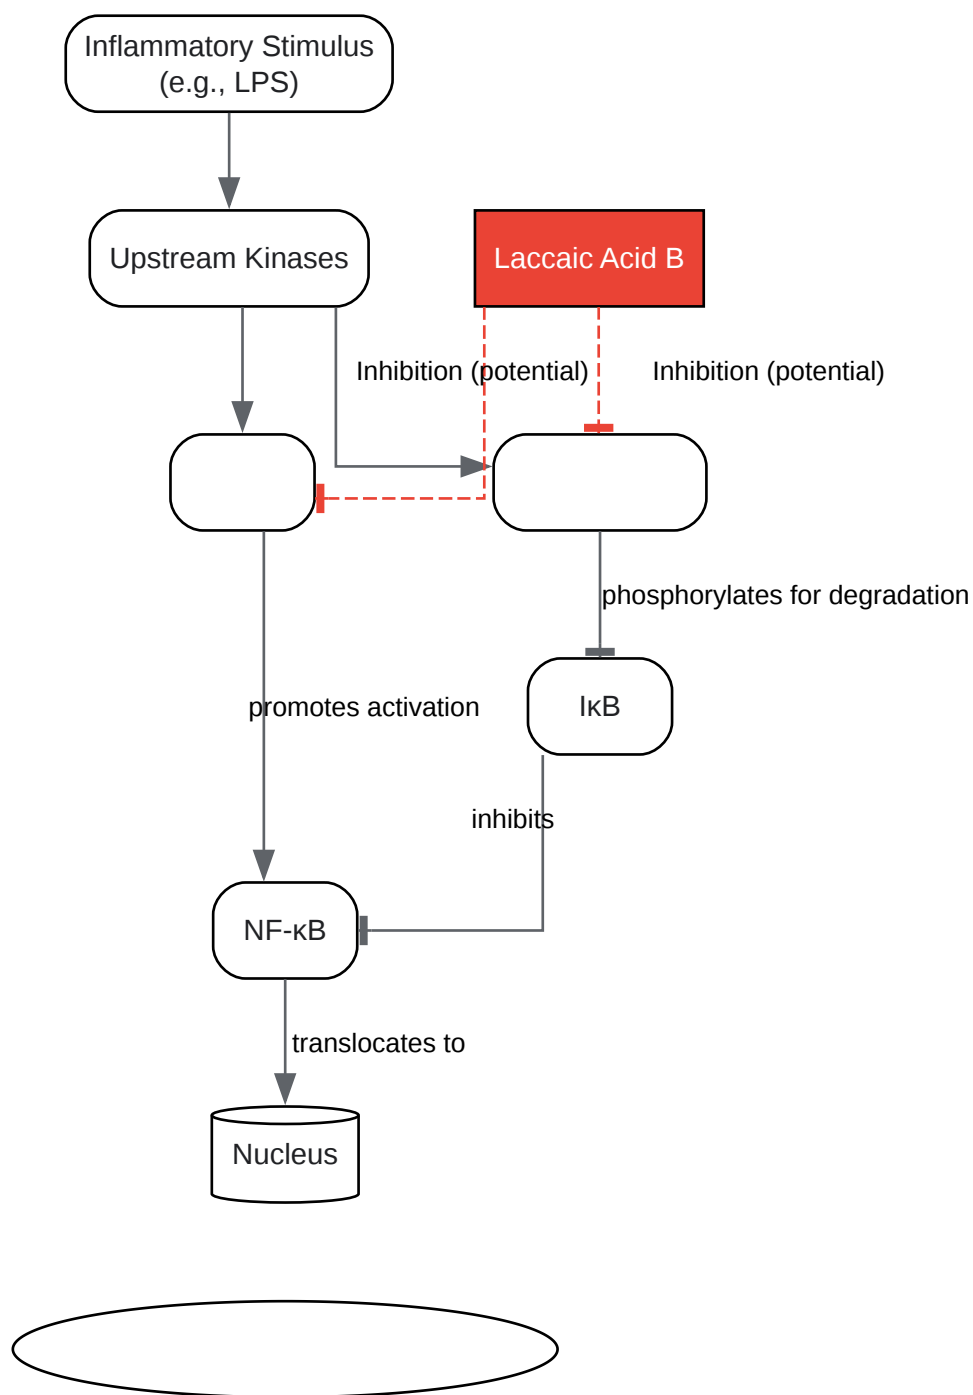 Inflammatory Stimulus
(e.g., LPS)
Upstream Kinases
Laccaic Acid B
Inhibition (potential)
Inhibition (potential)
phosphorylates for degradation
IκB
promotes activation
inhibits
NF-κB
translocates to
Nucleus